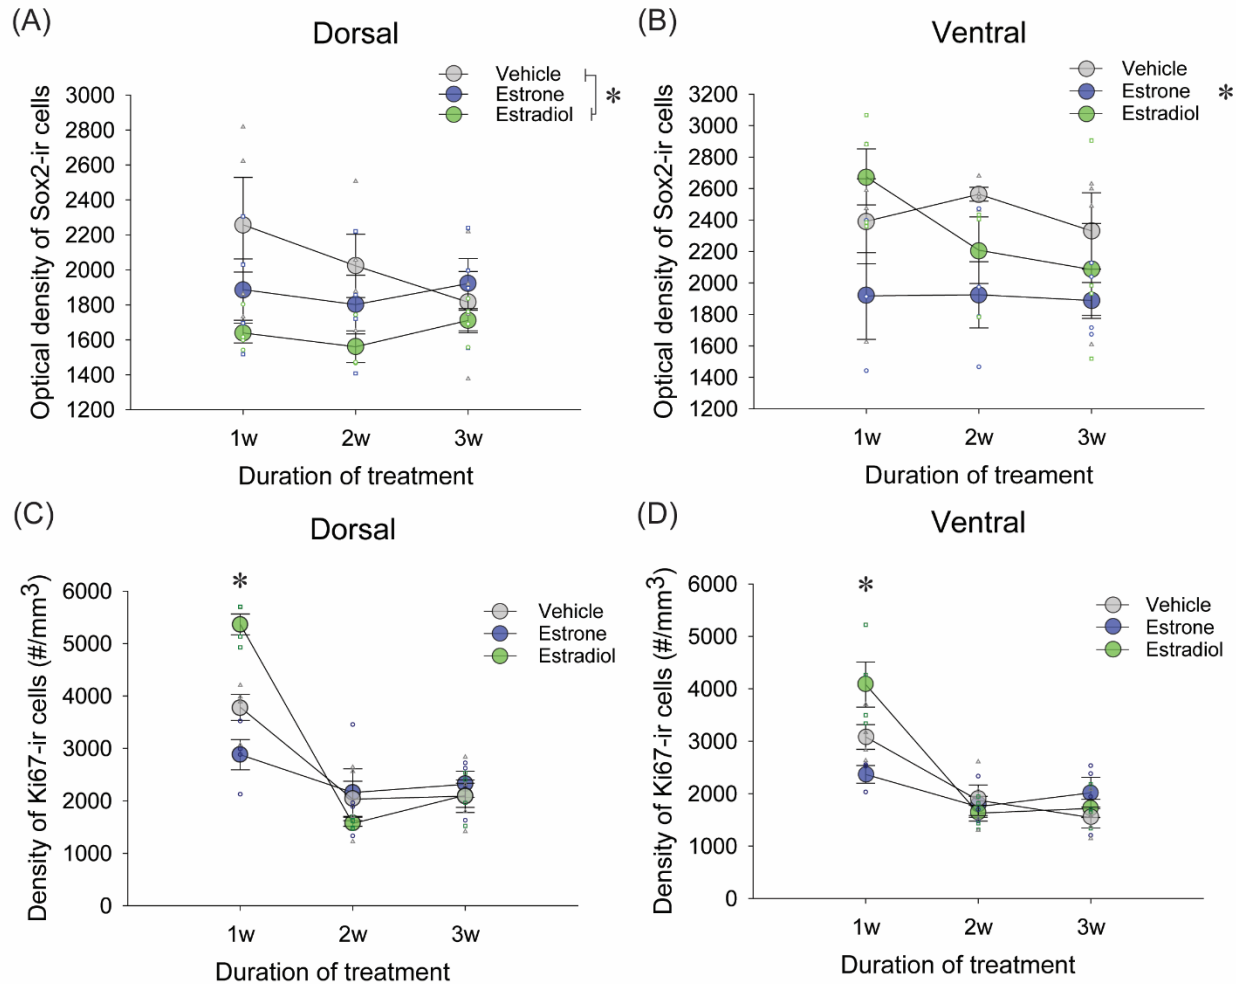 (A)
Dorsal
Vehicle
Estrone
Estradiol
*
Optical density of Sox2-ir cells
3000
2800
2600
2400
2200
2000
1800
1600
1400
1200
1w 2w 3w
Duration of treatment
(B)
Ventral
Vehicle
Estrone *
Estradiol
Optical density of Sox2-ir cells
3200
3000
2800
2600
2400
2200
2000
1800
1600
1400
1200
1w 2w 3w
Duration of treament
(C)
Dorsal
*
Vehicle
Estrone
Estradiol
Density of Ki67-ir cells (#/mm3)
6000
5000
4000
3000
2000
1000
0
1w 2w 3w
Duration of treatment
(D)
Ventral
*
Vehicle
Estrone
Estradiol
Density of Ki67-ir cells (#/mm3)
6000
5000
4000
3000
2000
1000
0
1w 2w 3w
Duration of treatment